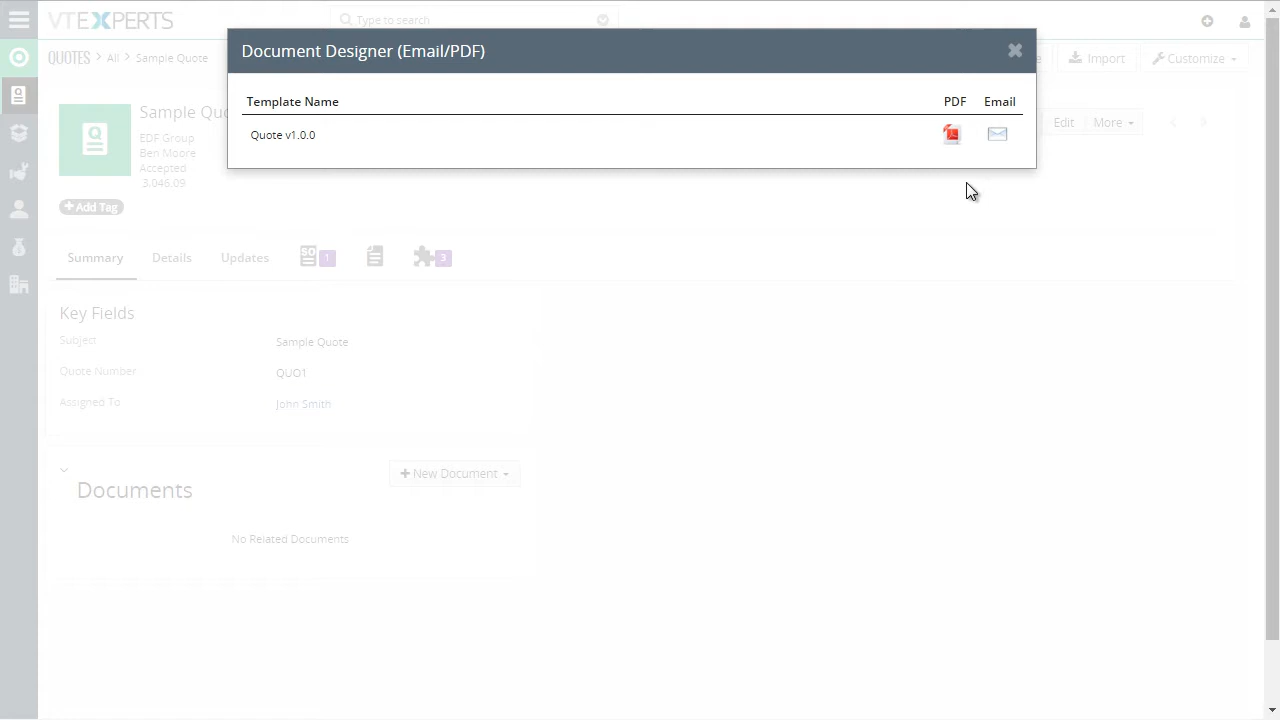 VTEXPERTS
Type to search
Document Designer (Email/PDF)
QUOTES > All > Sample Quote
Import
Customize
Template Name
PDF
Email
Quote v1.0.0
Sample Quo
EDF Group
Ben Moore
Accepted
3,046.09
Edit
More
Add Tag
Summary
Details
Updates
SO
1
3
Key Fields
Subject
Sample Quote
Quote Number
QUO1
Assigned To
John Smith
New Document
Documents
No Related Documents